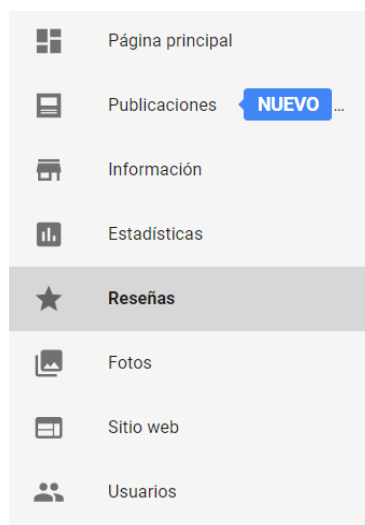 Página principal
Publicaciones NUEVO ...
Información
Estadísticas
Reseñas
Fotos
Sitio web
Usuarios